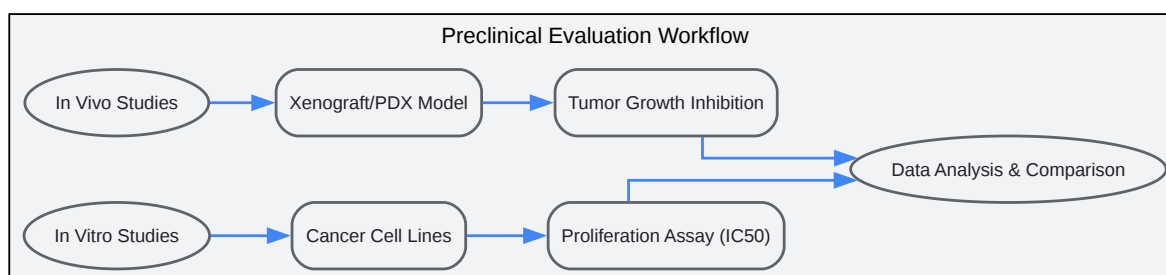 Preclinical Evaluation Workflow
In Vivo Studies
Xenograft/PDX Model
Tumor Growth Inhibition
Data Analysis & Comparison
In Vitro Studies
Cancer Cell Lines
Proliferation Assay (IC50)